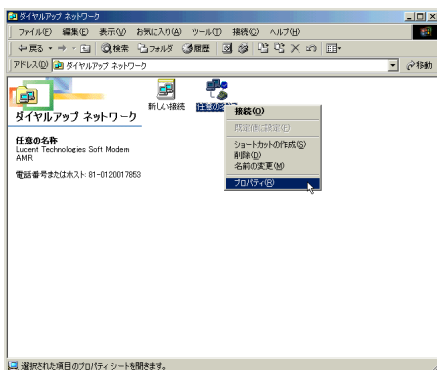 ダイヤルアップ ネットワーク
ファイル(F) 編集(E) 表示(V) お気に入り(A) ツール(T) 接続(C) ヘルプ(H)
戻る 検索 フォルダ 履歴
アドレス(D) ダイヤルアップ ネットワーク 移動
ダイヤルアップ ネットワーク
新しい接続
任意の名称
Lucent Technologies Soft Modem
AMR
電話番号またはホスト: 81-0120017853
接続(O)
既定値に設定(F)
ショートカットの作成(S)
削除(D)
名前の変更(M)
プロパティ(R)
選択された項目のプロパティ シートを開きます。